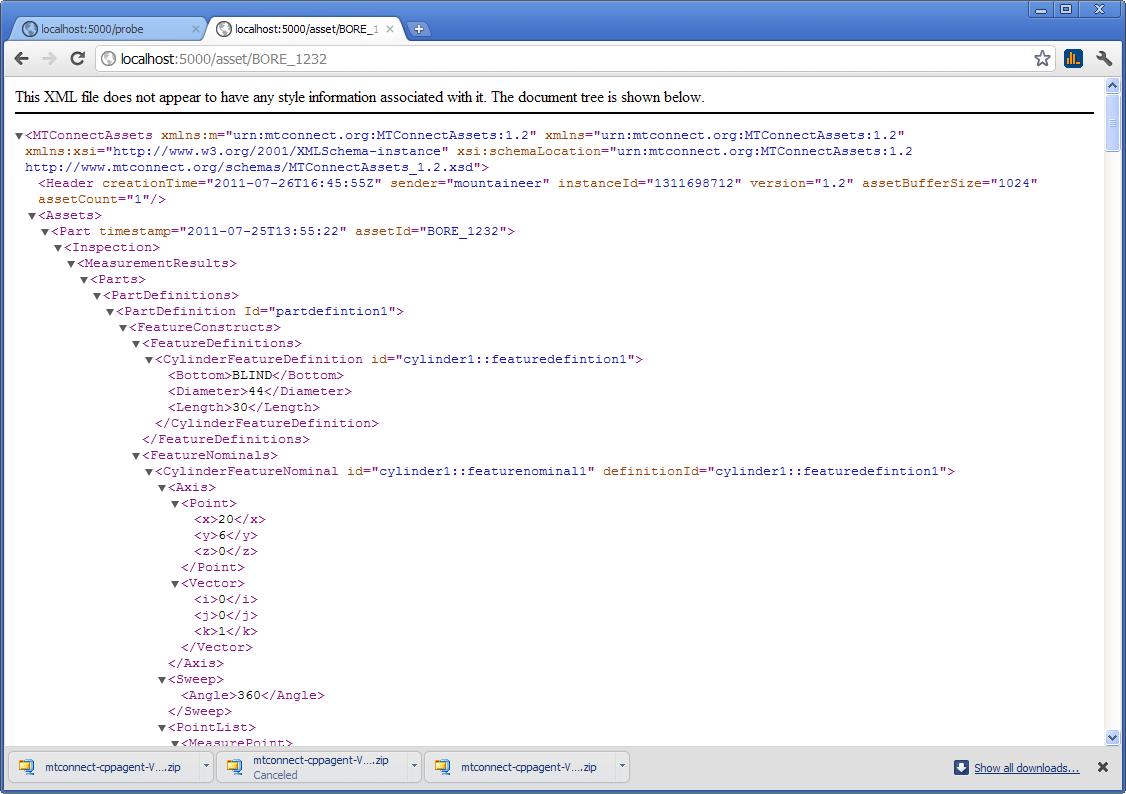 localhost:5000/probe
localhost:5000/asset/BORE_1
localhost:5000/asset/BORE_1232
This XML file does not appear to have any style information associated with it. The document tree is shown below.
<MTConnectAssets xmlns:m="urn:mtconnect.org:MTConnectAssets:1.2" xmlns="urn:mtconnect.org:MTConnectAssets:1.2"
xmlns:xsi="http://www.w3.org/2001/XMLSchema-instance" xsi:schemaLocation="urn:mtconnect.org:MTConnectAssets:1.2
http://www.mtconnect.org/schemas/MTConnectAssets_1.2.xsd">
<Header creationTime="2011-07-26T16:45:55Z" sender="mountaineer" instanceId="1311698712" version="1.2" assetBufferSize="1024"
assetCount="1"/>
<Assets>
<Part timestamp="2011-07-25T13:55:22" assetId="BORE_1232">
<Inspection>
<MeasurementResults>
<Parts>
<PartDefinitions>
<PartDefinition Id="partdefintion1">
<FeatureConstructs>
<FeatureDefinitions>
<CylinderFeatureDefinition id="cylinder1::featuredefintion1">
<Bottom>BLIND</Bottom>
<Diameter>44</Diameter>
<Length>30</Length>
</CylinderFeatureDefinition>
</FeatureDefinitions>
<FeatureNominals>
<CylinderFeatureNominal id="cylinder1::featurenominal1" definitionId="cylinder1::featuredefintion1">
<Axis>
<Point>
<x>20</x>
<y>6</y>
<z>0</z>
</Point>
<Vector>
<i>0</i>
<j>0</j>
<k>1</k>
</Vector>
</Axis>
<Sweep>
<Angle>360</Angle>
</Sweep>
<PointList>
<MeasurePoint>
mtconnect-cppagent-V....zip
mtconnect-cppagent-V....zip
Canceled
mtconnect-cppagent-V....zip
Show all downloads...